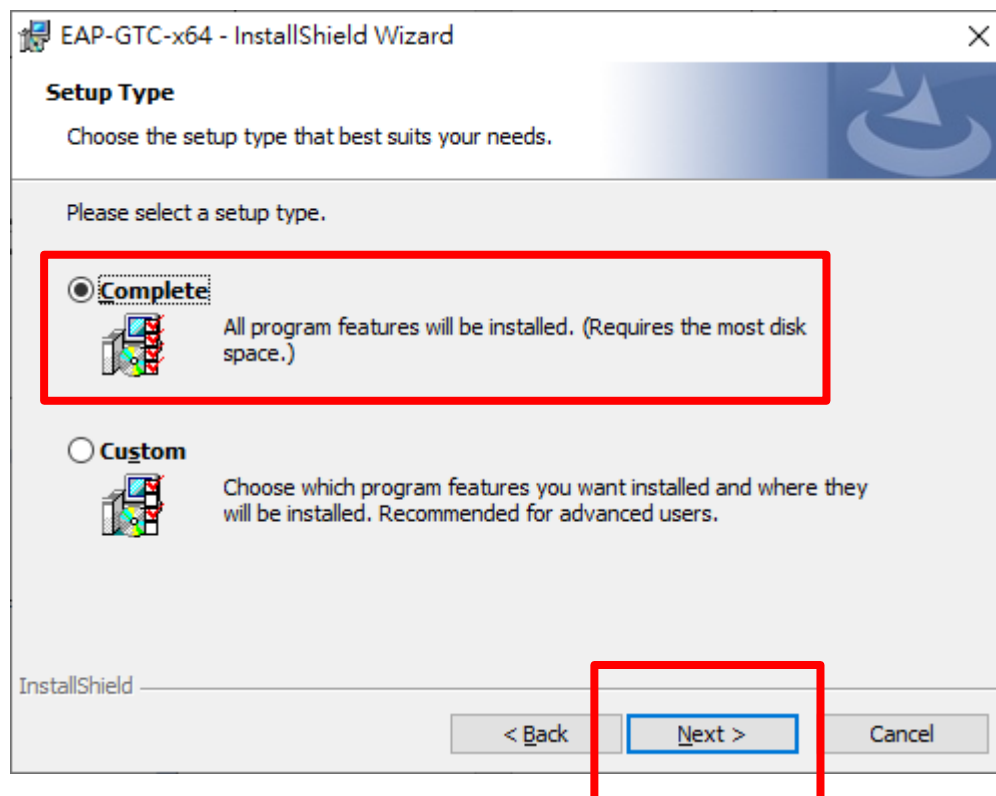 EAP-GTC-x64 - InstallShield Wizard
Setup Type
Choose the setup type that best suits your needs.
Please select a setup type.
Complete
All program features will be installed. (Requires the most disk
space.)
Custom
Choose which program features you want installed and where they
will be installed. Recommended for advanced users.
InstallShield
< Back
Next >
Cancel